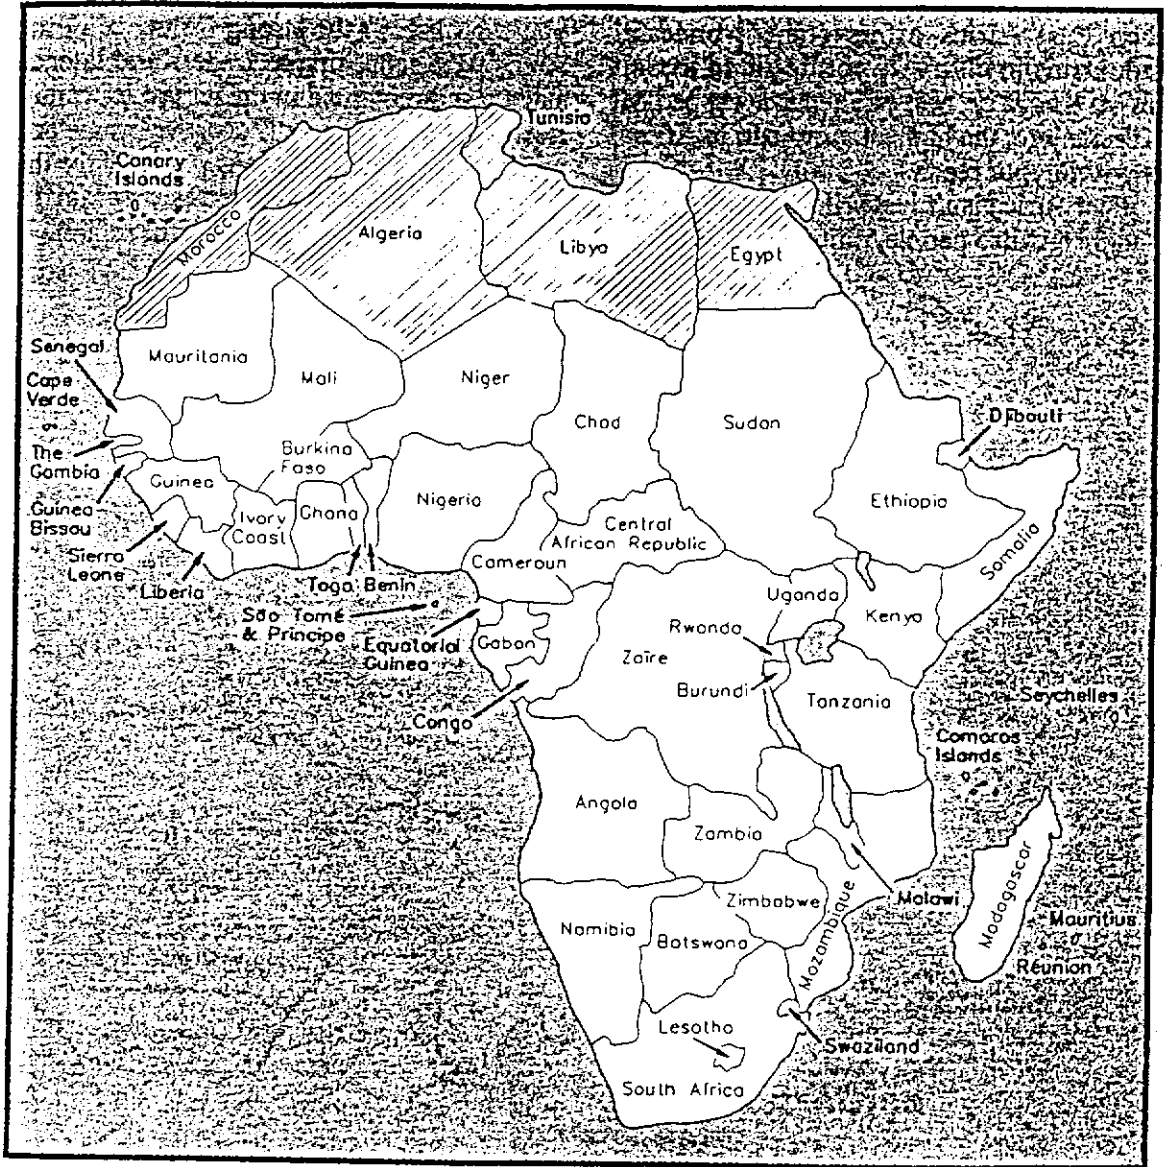 Tunisia
Canary
Islands
Morocco
Algeria
Libya
Egypt
Senegal
Mauritania
Cape
Verde
Mali
Niger
Chad
Sudan
Djibouti
The
Gambia
Burkina
Faso
Guinea
Nigeria
Ethiopia
Guinea
Bissau
Ivory
Coast
Ghana
Central
African Republic
Somalia
Sierra
Leone
Cameroun
Liberia
Togo
Benin
Uganda
Kenya
São Tomé
& Príncipe
Equatorial
Guinea
Gabon
Zaïre
Rwanda
Burundi
Tanzania
Seychelles
Congo
Comoros
Islands
Angola
Zambia
Malawi
Madagascar
Zimbabwe
Mozambique
Mauritius
Namibia
Botswana
Réunion
Lesotho
Swaziland
South Africa